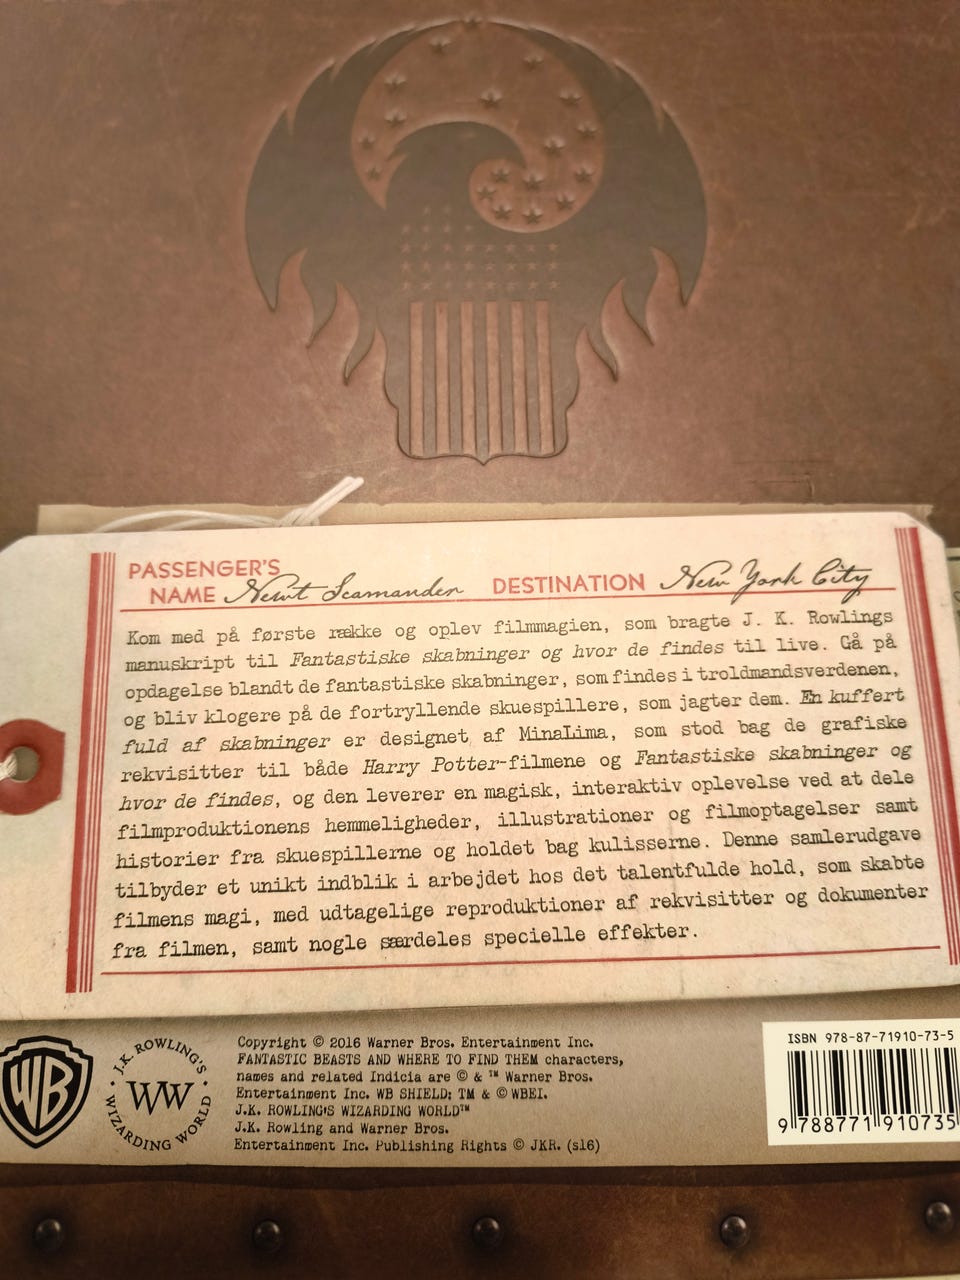 PASSENGER'S
NAME Newt Scamander DESTINATION New York City
Kom med på første række og oplev filmmagien, som bragte J. K. Rowlings
manuskript til Fantastiske skabninger og hvor de findes til live. Gå på
opdagelse blandt de fantastiske skabninger, som findes i troldmandsverdenen,
og bliv klogere på de fortryllende skuespillere, som jagter dem. En kuffert
fuld af skabninger er designet af MinaLima, som stod bag de grafiske
rekvisitter til både Harry Potter-filmene og Fantastiske skabninger og
hvor de findes, og den leverer en magisk, interaktiv oplevelse ved at dele
filmproduktionens hemmeligheder, illustrationer og filmoptagelser samt
historier fra skuespillerne og holdet bag kulisserne. Denne samlerudgave
tilbyder et unikt indblik i arbejdet hos det talentfulde hold, som skabte
filmens magi, med udtagelige reproduktioner af rekvisitter og dokumenter
fra filmen, samt nogle særdeles specielle effekter.
WB
J.K. ROWLING'S
WW
WIZARDING WORLD
Copyright © 2016 Warner Bros. Entertainment Inc.
FANTASTIC BEASTS AND WHERE TO FIND THEM characters,
names and related Indicia are © & ™ Warner Bros.
Entertainment Inc. WB SHIELD: TM & © WBEI.
J.K. ROWLING'S WIZARDING WORLD™
J.K. Rowling and Warner Bros.
Entertainment Inc. Publishing Rights © JKR. (s16)
ISBN 978-87-71910-73-5
9 788771 910735